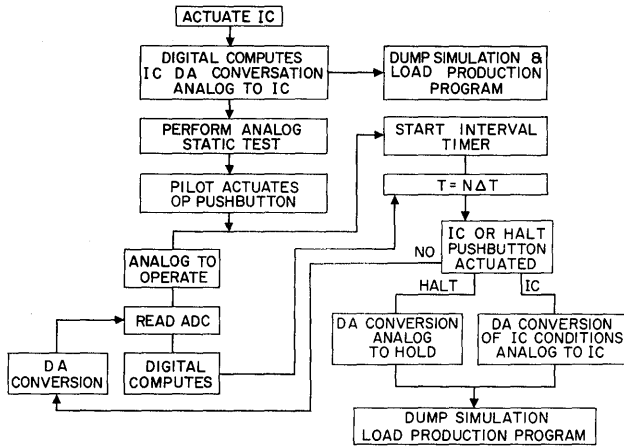 ACTUATE IC
DIGITAL COMPUTES
IC DA CONVERSATION
ANALOG TO IC
DUMP SIMULATION &
LOAD PRODUCTION
PROGRAM
PERFORM ANALOG
STATIC TEST
START INTERVAL
TIMER
PILOT ACTUATES
OP PUSHBUTTON
T = N Δ T
IC OR HALT
PUSHBUTTON
ACTUATED
NO
HALT
IC
ANALOG TO
OPERATE
READ ADC
DA CONVERSION
ANALOG
TO HOLD
DA CONVERSION
OF IC CONDITIONS
ANALOG TO IC
DA
CONVERSION
DIGITAL
COMPUTES
DUMP SIMULATION
LOAD PRODUCTION PROGRAM